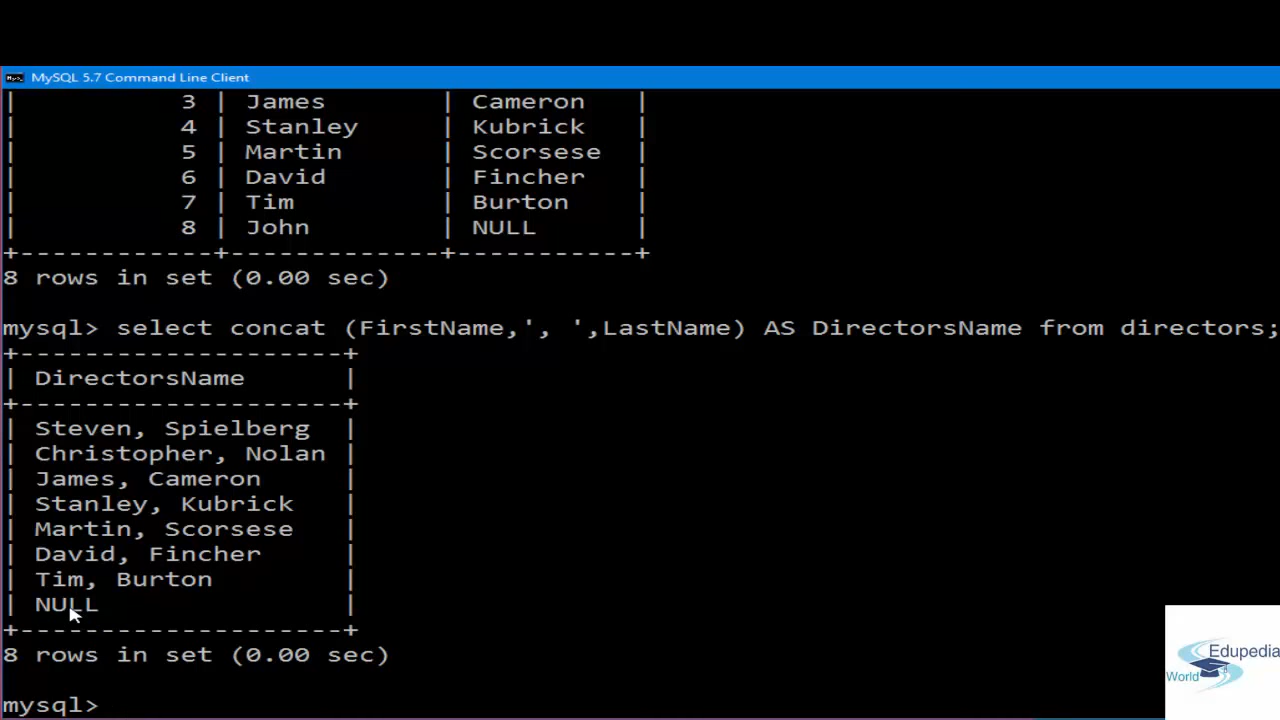 MySQL 5.7 Command Line Client
| 3 | James | Cameron |
| 4 | Stanley | Kubrick |
| 5 | Martin | Scorsese |
| 6 | David | Fincher |
| 7 | Tim | Burton |
| 8 | John | NULL |
+------------+-------------+-----------+
8 rows in set (0.00 sec)
mysql> select concat (FirstName,', ',LastName) AS DirectorsName from directors;
+--------------------+
| DirectorsName |
+--------------------+
| Steven, Spielberg |
| Christopher, Nolan |
| James, Cameron |
| Stanley, Kubrick |
| Martin, Scorsese |
| David, Fincher |
| Tim, Burton |
| NULL |
+--------------------+
8 rows in set (0.00 sec)
mysql>
Edupedia
World